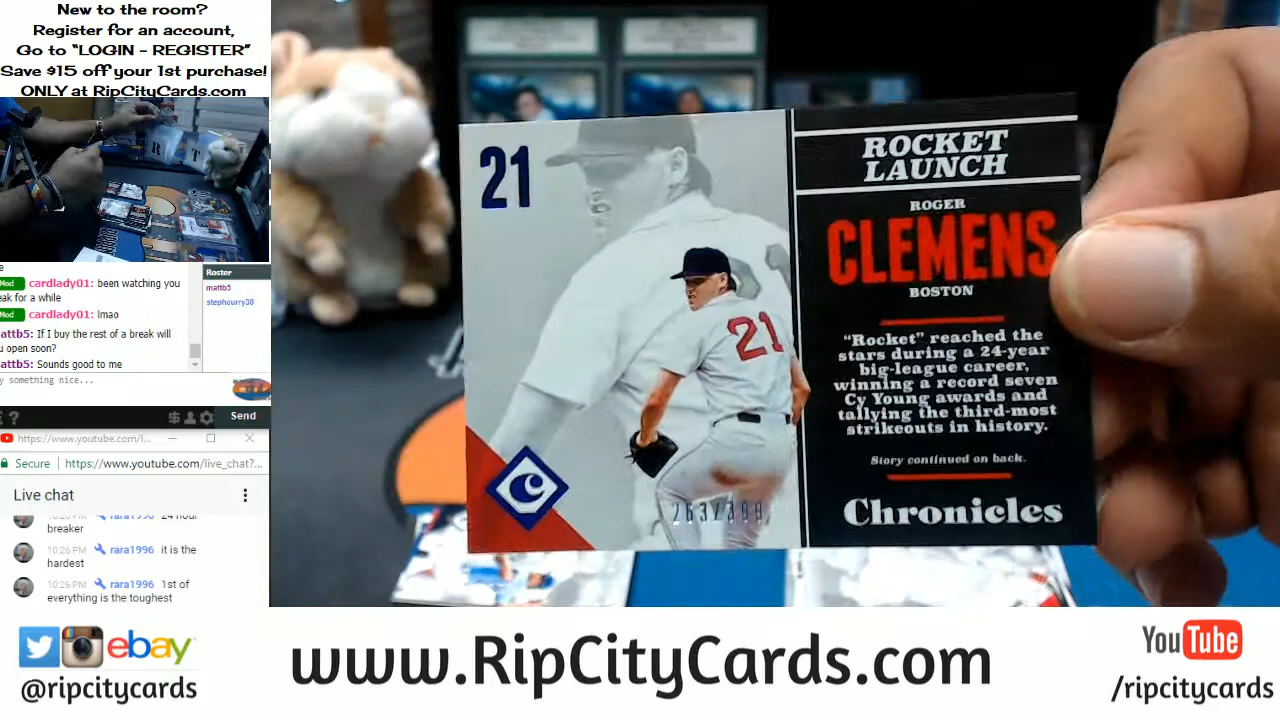 New to the room?
Register for an account,
Go to "LOGIN - REGISTER"
Save $15 off your 1st purchase!
ONLY at RipCityCards.com
R T
Mod cardlady01: been watching you
eak for a while
Mod cardlady01: lmao
attb5: If I buy the rest of a break will
u open soon?
attb5: Sounds good to me
y something nice...
Roster
mattb5
stephcurry30
? $ Send
https://www.youtube.com/l...
Secure https://www.youtube.com/live_chat?...
Live chat
10:26 PM rara1996 24 hour
breaker
10:26 PM rara1996 it is the
hardest
10:26 PM rara1996 1st of
everything is the toughest
21
21
C
263/399
ROCKET
LAUNCH
ROGER
CLEMENS
BOSTON
"Rocket" reached the
stars during a 24-year
big-league career,
winning a record seven
Cy Young awards and
tallying the third-most
strikeouts in history.
Story continued on back.
Chronicles
ebay
@ripcitycards
www.RipCityCards.com
YouTube
/ripcitycards